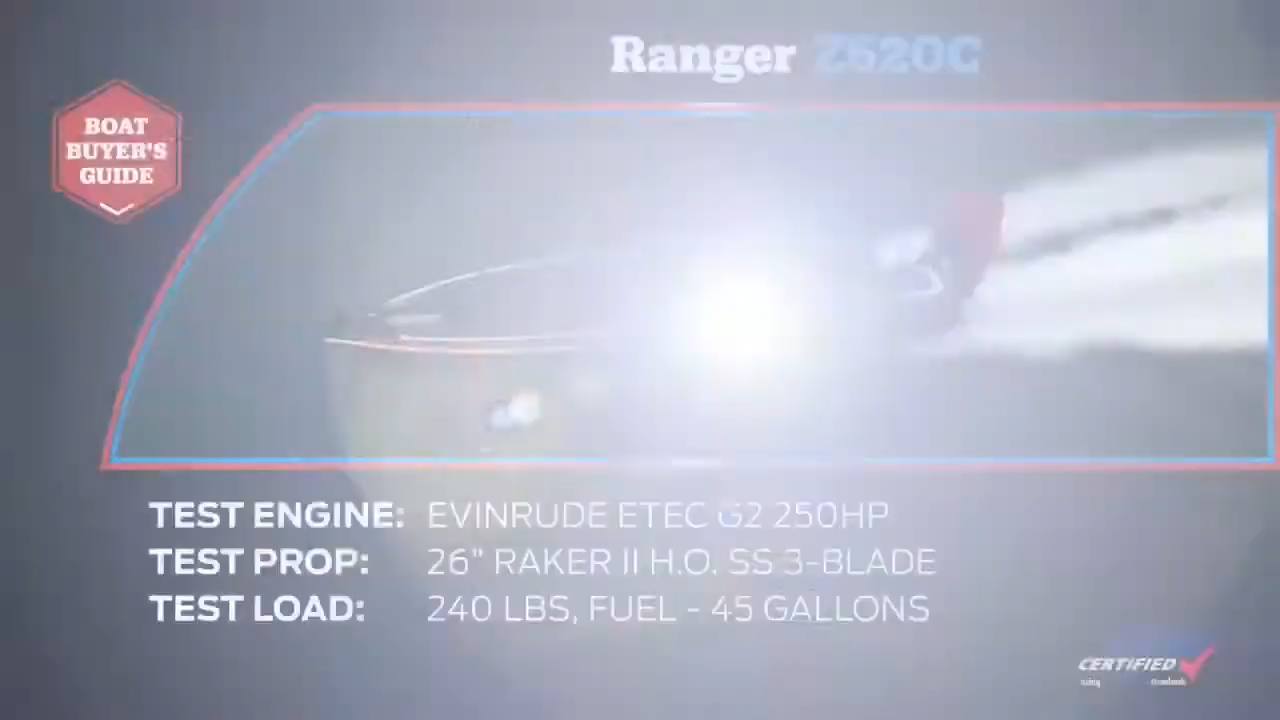 Ranger Z520C
BOAT
BUYER'S
GUIDE
TEST ENGINE: EVINRUDE ETEC G2 250HP
TEST PROP: 26" RAKER II H.O. SS 3-BLADE
TEST LOAD: 240 LBS, FUEL - 45 GALLONS
CERTIFIED